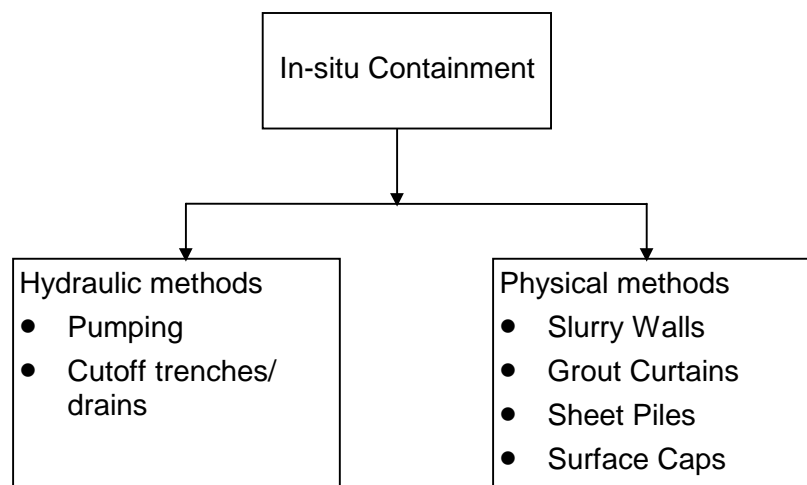 In-situ Containment
Hydraulic methods
● Pumping
● Cutoff trenches/
drains
Physical methods
● Slurry Walls
● Grout Curtains
● Sheet Piles
● Surface Caps